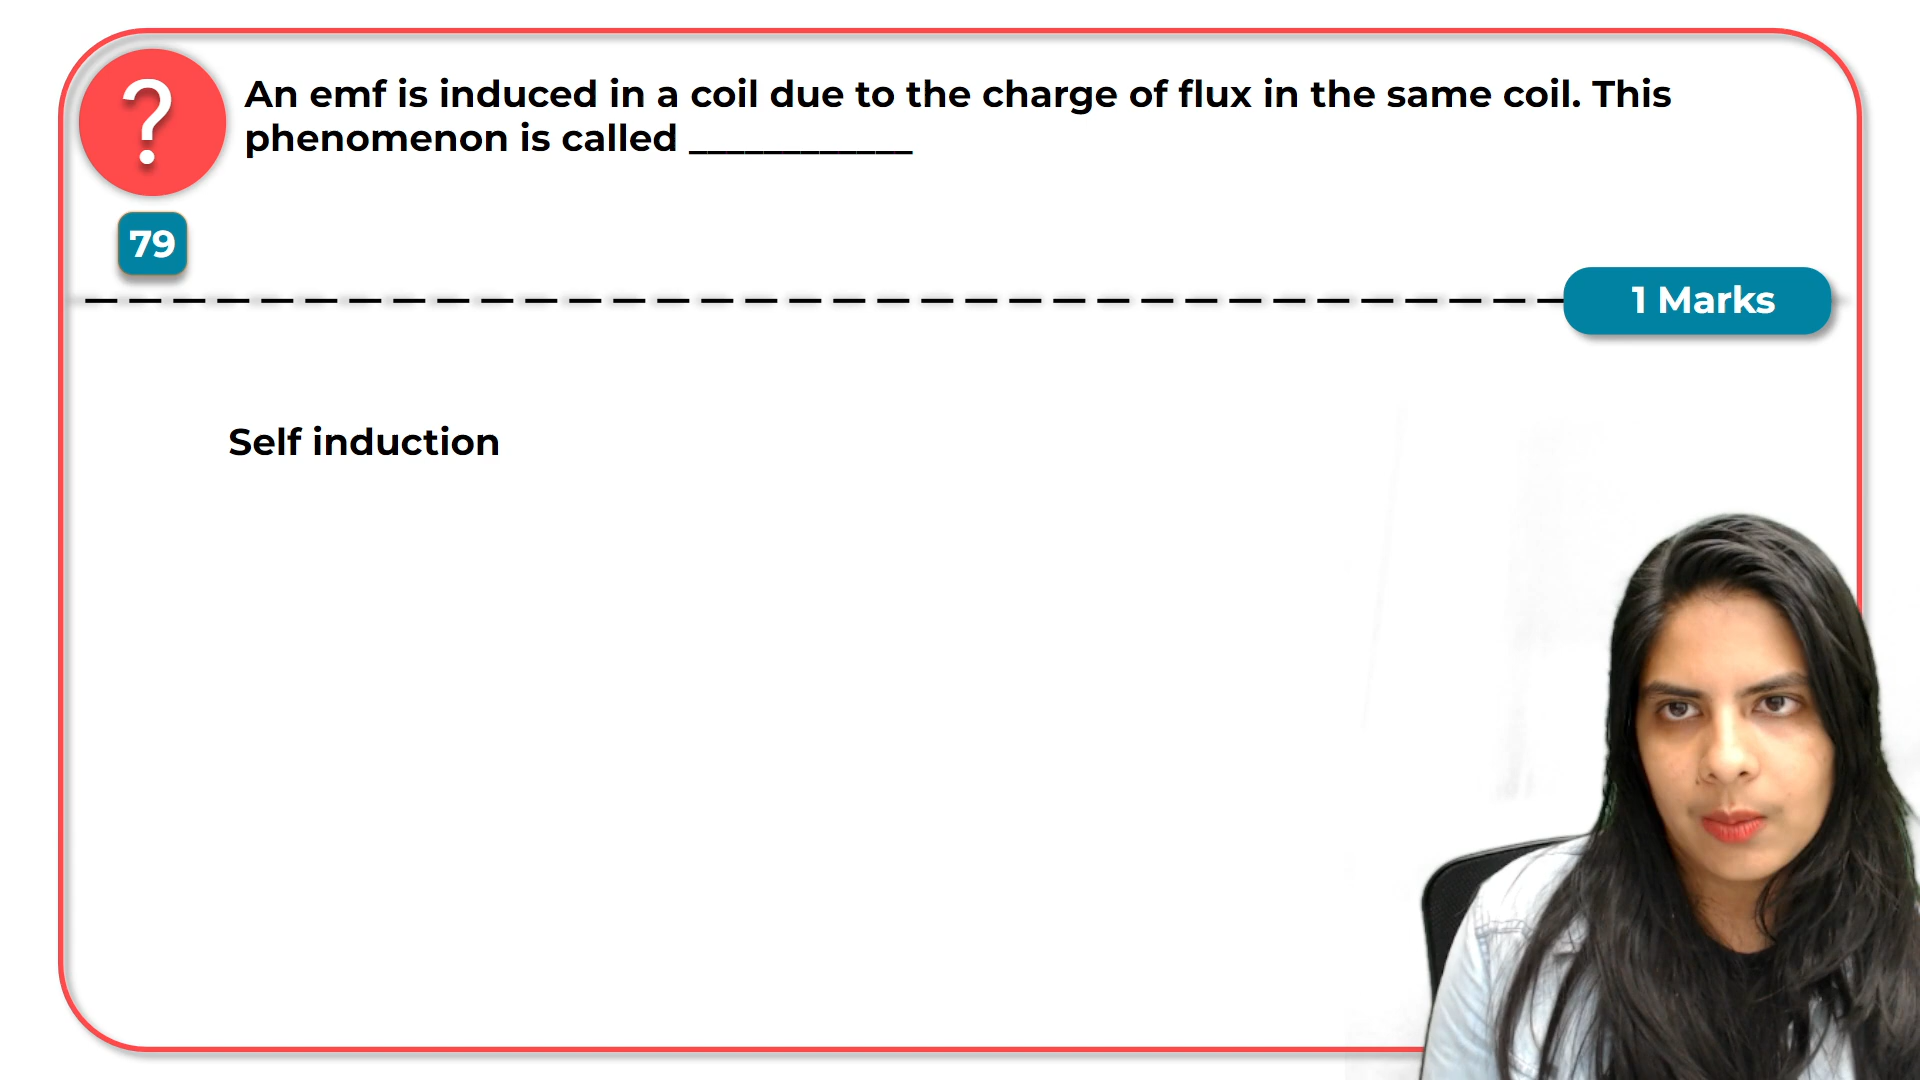 ?
An emf is induced in a coil due to the charge of flux in the same coil. This
phenomenon is called ____________
79
1 Marks
Self induction